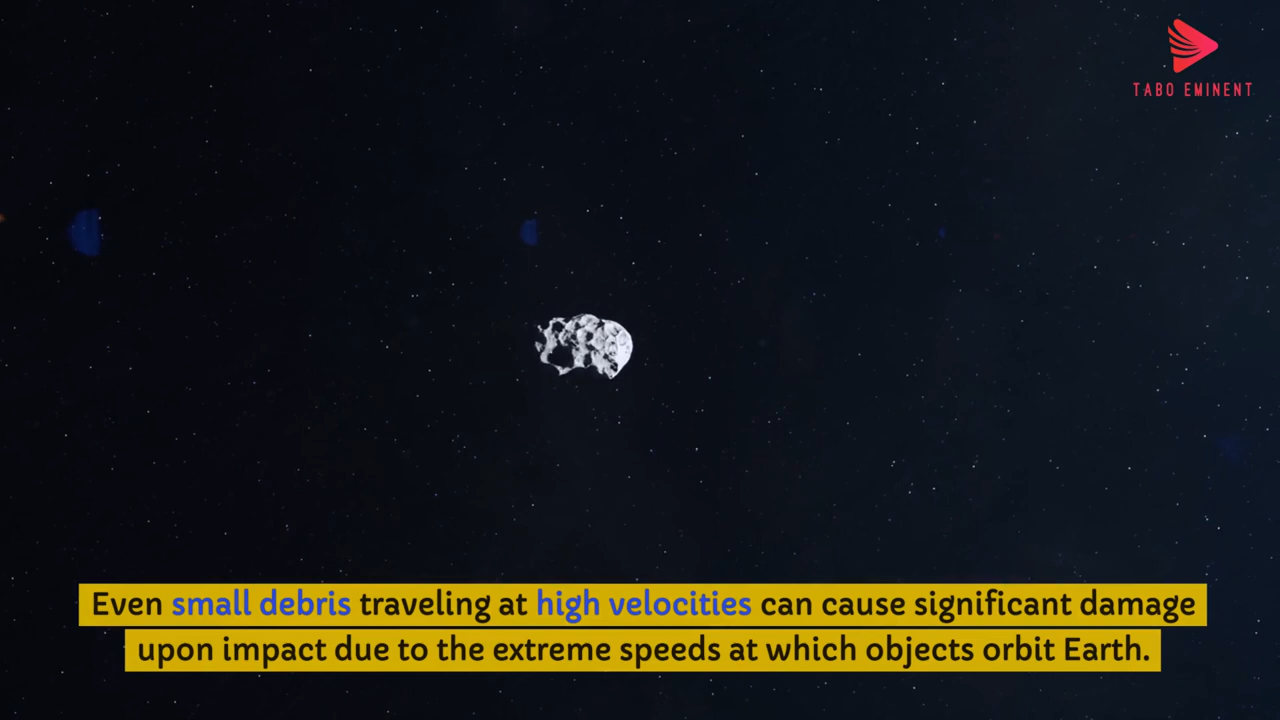 TABO EMINENT
Even small debris traveling at high velocities can cause significant damage
upon impact due to the extreme speeds at which objects orbit Earth.